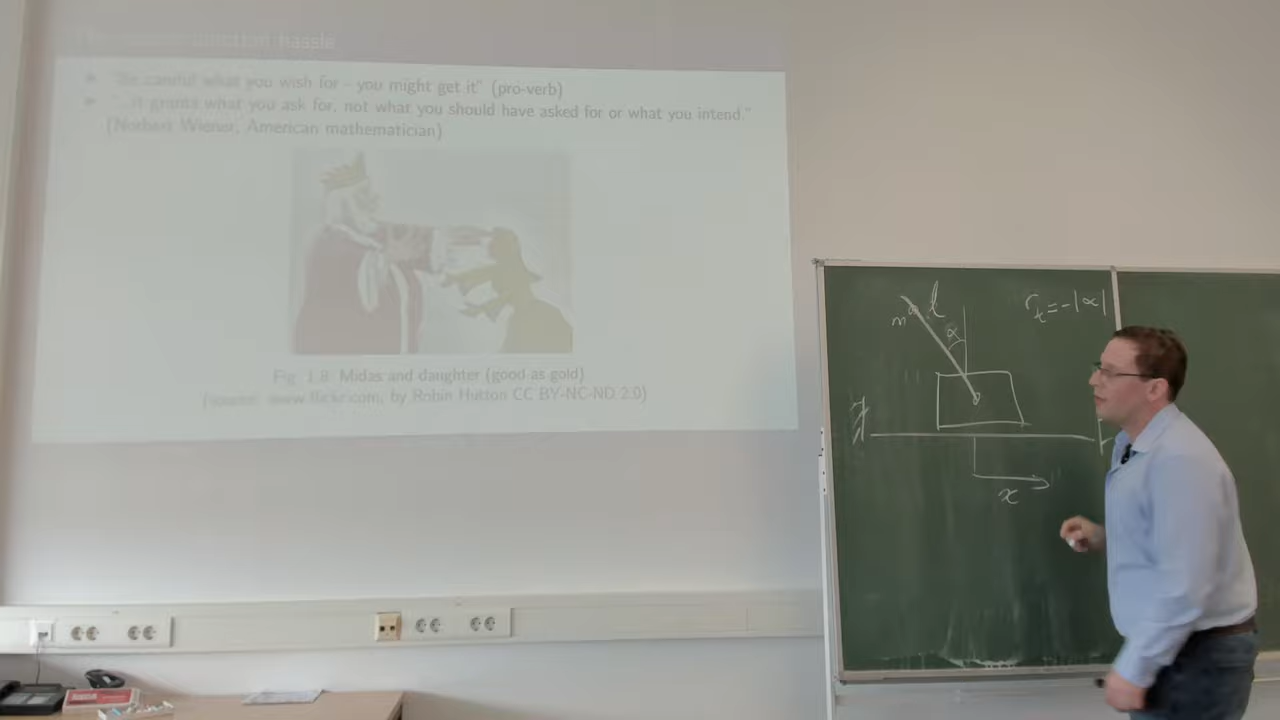 hassle
"Be careful what you wish for - you might get it" (pro-verb)
"...it grants what you ask for, not what you should have asked for or what you intend."
(Norbert Wiener, American mathematician)
Fig. 1.8: Midas and daughter (good as gold)
(source: www.flickr.com, by Robin Hutton CC BY-NC-ND 2.0)
m
l
α
r_t = -|α|
x